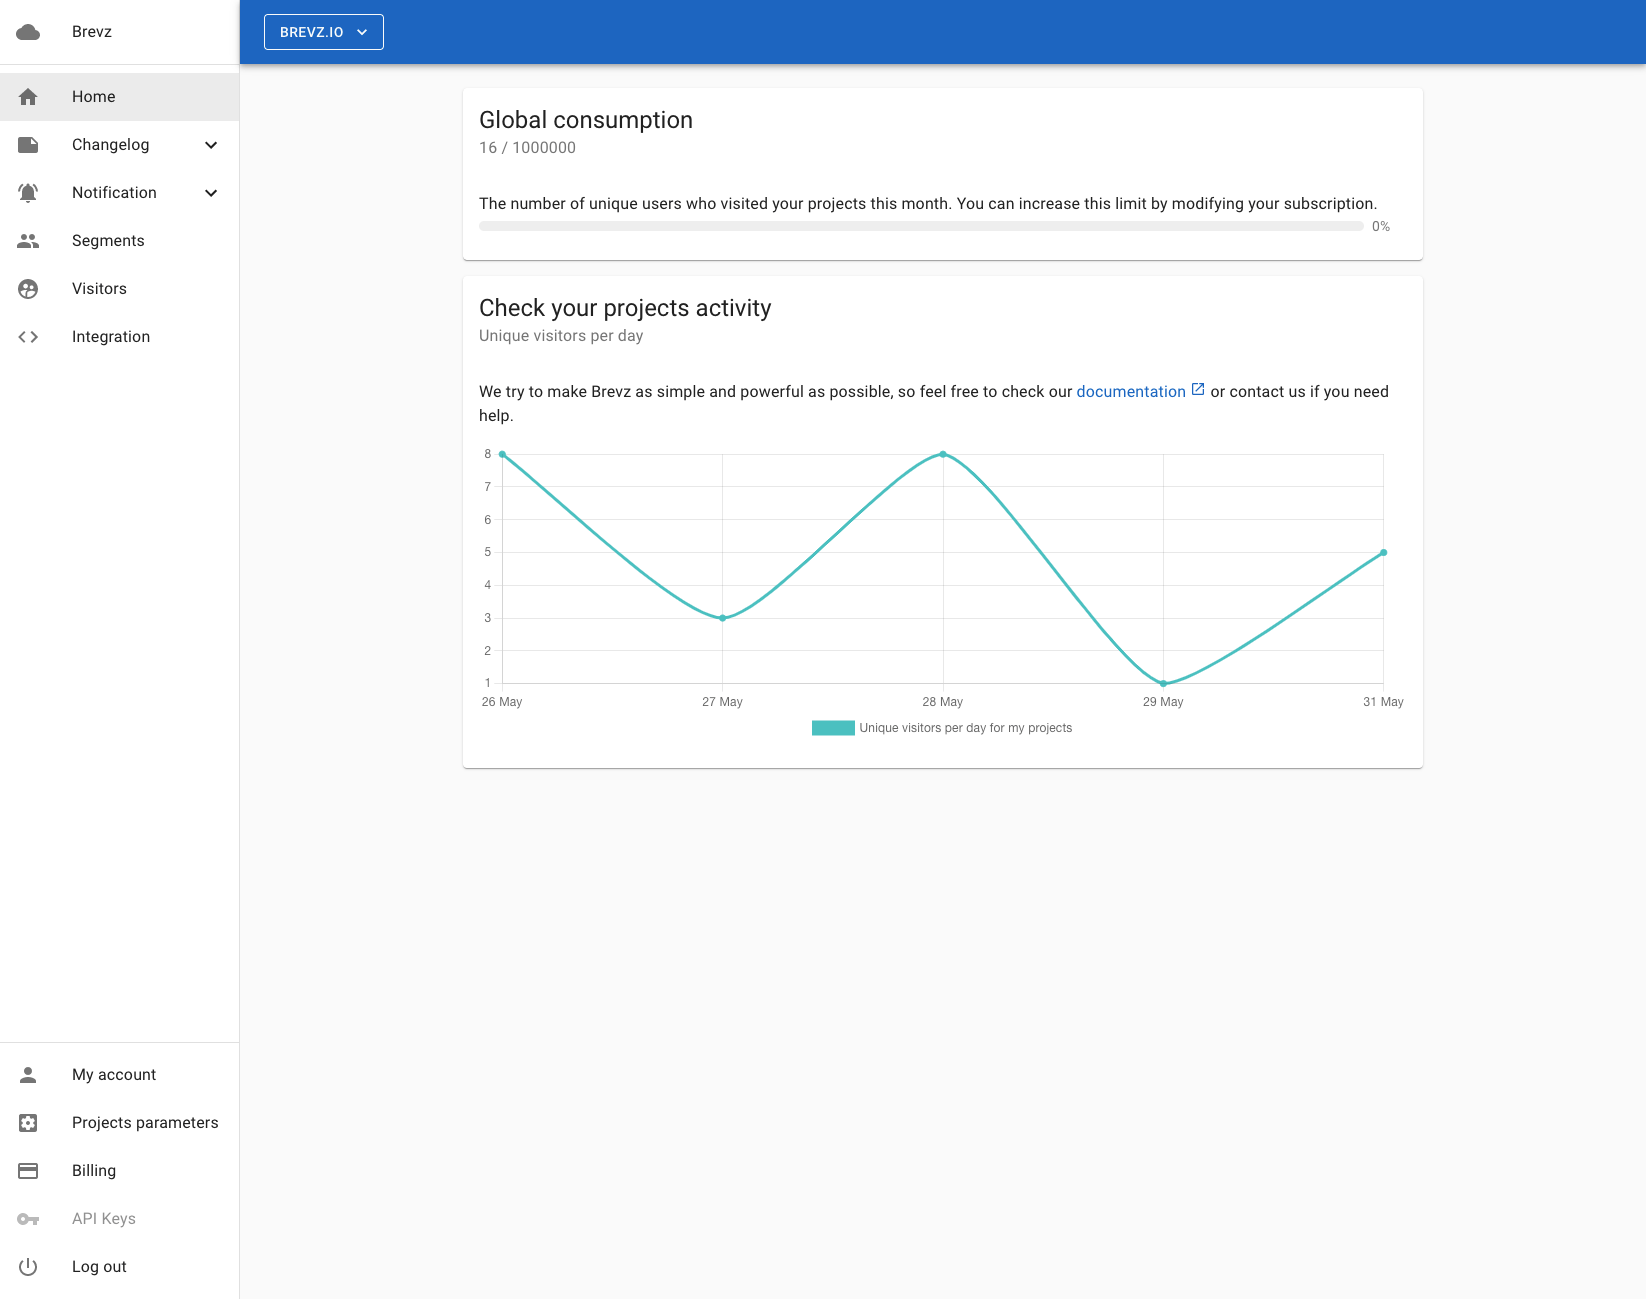 Brevz
BREVZ.IO
Home
Changelog
Notification
Segments
Visitors
Integration
My account
Projects parameters
Billing
API Keys
Log out
Global consumption
16 / 1000000
The number of unique users who visited your projects this month. You can increase this limit by modifying your subscription.
0%
Check your projects activity
Unique visitors per day
We try to make Brevz as simple and powerful as possible, so feel free to check our documentation or contact us if you need
help.
8
7
6
5
4
3
2
1
26 May 27 May 28 May 29 May 31 May
Unique visitors per day for my projects